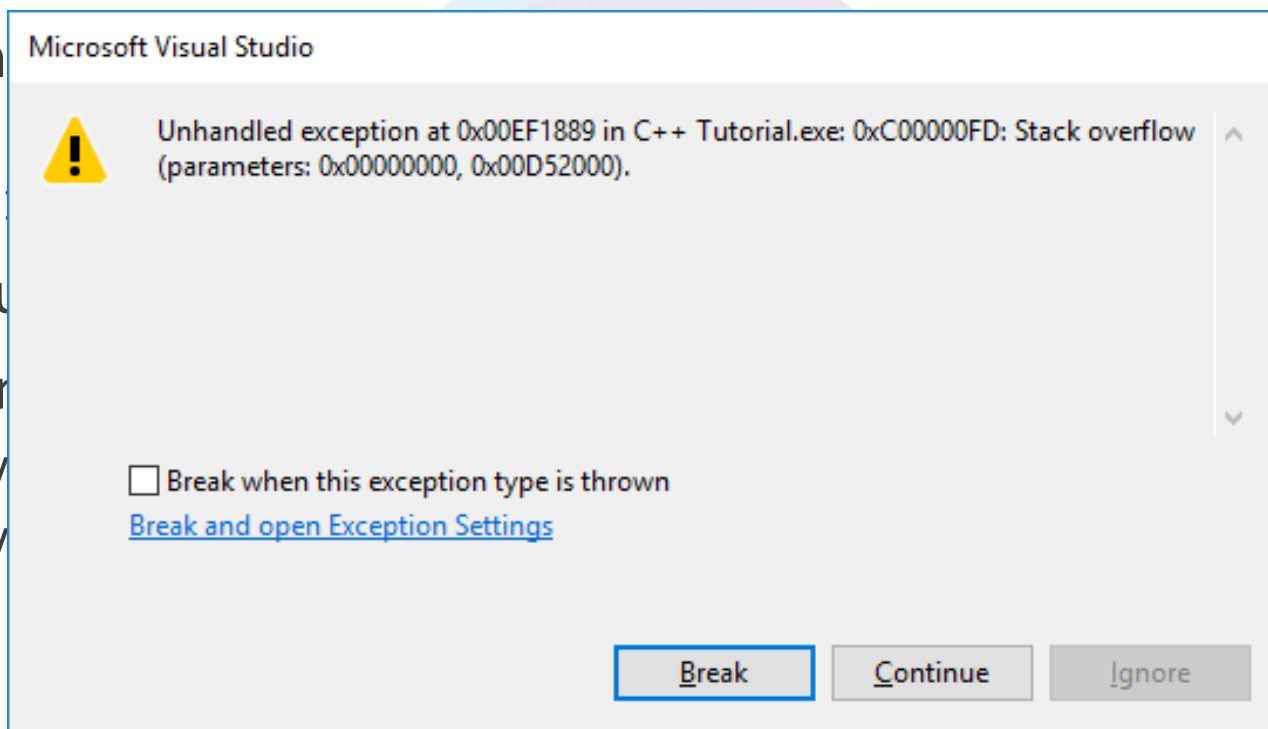 Microsoft Visual Studio
Unhandled exception at 0x00EF1889 in C++ Tutorial.exe: 0xC00000FD: Stack overflow
(parameters: 0x00000000, 0x00D52000).
Break when this exception type is thrown
Break and open Exception Settings
Break
Continue
Ignore